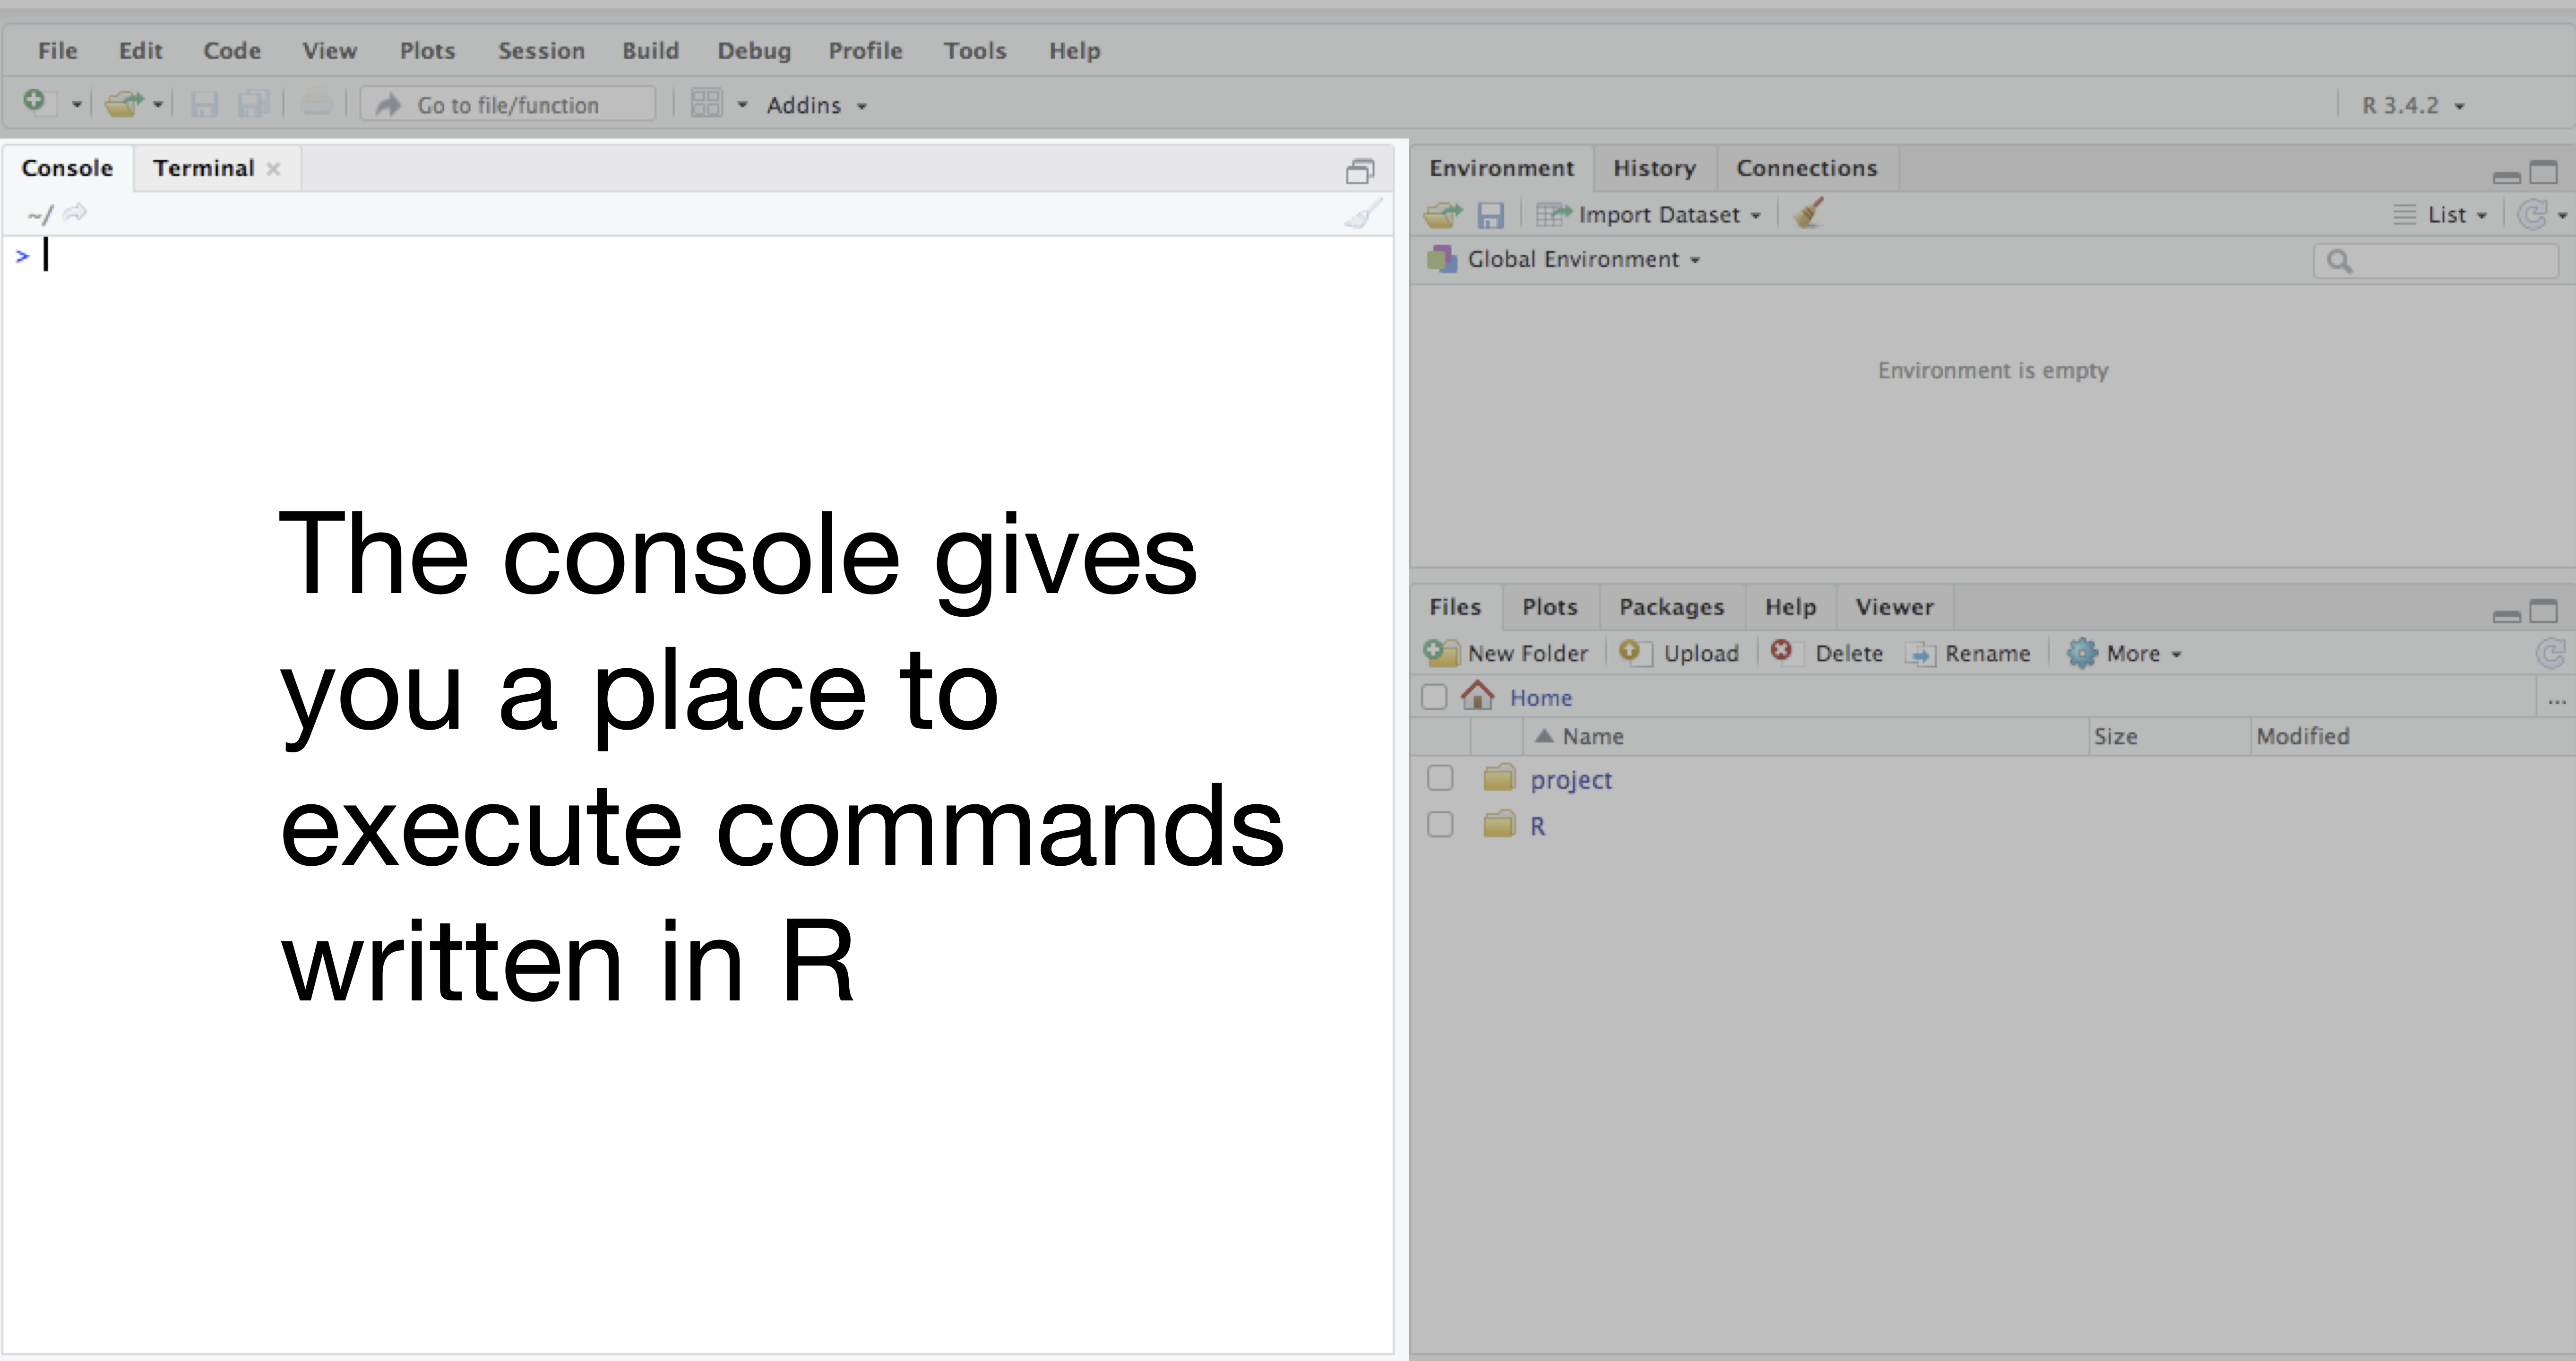 File Edit Code View Plots Session Build Debug Profile Tools Help
Go to file/function Addins R 3.4.2
Console Terminal
~/
>
The console gives
you a place to
execute commands
written in R
Environment History Connections
Import Dataset List
Global Environment
Environment is empty
Files Plots Packages Help Viewer
New Folder Upload Delete Rename More
Home ...
Name Size Modified
project
R